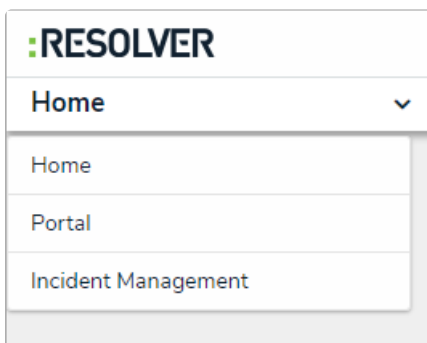 :RESOLVER
Home
Home
Portal
Incident Management